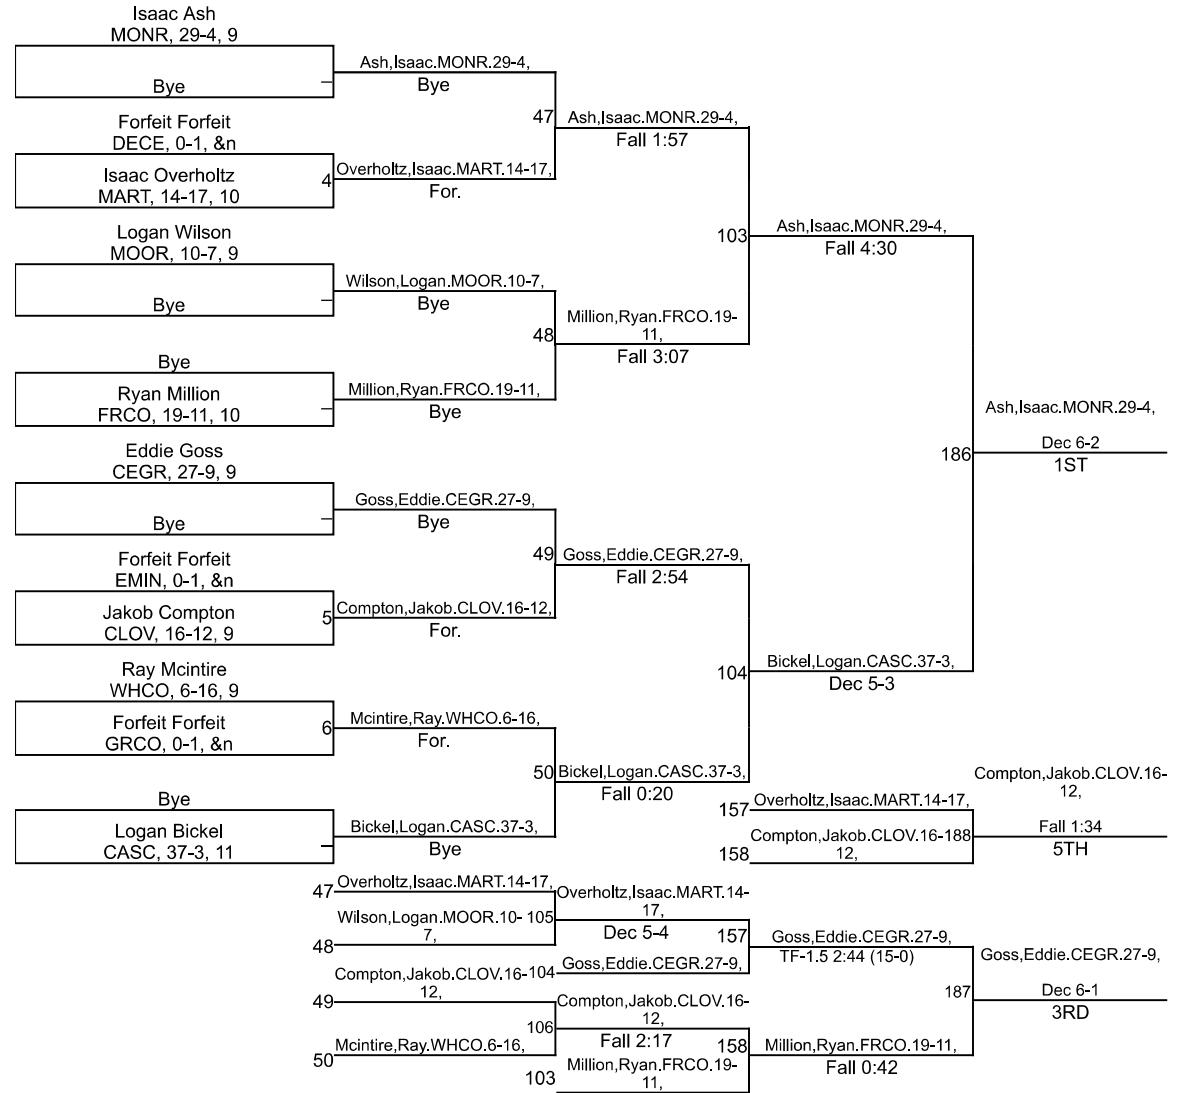 Isaac Ash
MONR, 29-4, 9
Bye
Ash,Isaac.MONR.29-4,
Bye
47
Ash,Isaac.MONR.29-4,
Fall 1:57
Forfeit Forfeit
DECE, 0-1, &n
Isaac Overholtz
MART, 14-17, 10
4
Overholtz,Isaac.MART.14-17,
For.
103
Ash,Isaac.MONR.29-4,
Fall 4:30
Logan Wilson
MOOR, 10-7, 9
Bye
Wilson,Logan.MOOR.10-7,
Bye
48
Million,Ryan.FRCO.19-
11,
Fall 3:07
Bye
Ryan Million
FRCO, 19-11, 10
Million,Ryan.FRCO.19-11,
Bye
186
Ash,Isaac.MONR.29-4,
Dec 6-2
1ST
Eddie Goss
CEGR, 27-9, 9
Bye
Goss,Eddie.CEGR.27-9,
Bye
49
Goss,Eddie.CEGR.27-9,
Fall 2:54
Forfeit Forfeit
EMIN, 0-1, &n
Jakob Compton
CLOV, 16-12, 9
5
Compton,Jakob.CLOV.16-12,
For.
104
Bickel,Logan.CASC.37-3,
Dec 5-3
Ray Mcintire
WHCO, 6-16, 9
Forfeit Forfeit
GRCO, 0-1, &n
6
Mcintire,Ray.WHCO.6-16,
For.
50
Bickel,Logan.CASC.37-3,
Fall 0:20
Bye
Logan Bickel
CASC, 37-3, 11
Bickel,Logan.CASC.37-3,
Bye
157
Overholtz,Isaac.MART.14-17,
158
Compton,Jakob.CLOV.16-
12,
188
Compton,Jakob.CLOV.16-
12,
Fall 1:34
5TH
47
Overholtz,Isaac.MART.14-17,
48
Wilson,Logan.MOOR.10-
7,
105
Overholtz,Isaac.MART.14-
17,
Dec 5-4
104
Goss,Eddie.CEGR.27-9,
157
Goss,Eddie.CEGR.27-9,
TF-1.5 2:44 (15-0)
49
Compton,Jakob.CLOV.16-
12,
50
Mcintire,Ray.WHCO.6-16,
106
Compton,Jakob.CLOV.16-
12,
Fall 2:17
103
Million,Ryan.FRCO.19-
11,
158
Million,Ryan.FRCO.19-11,
Fall 0:42
187
Goss,Eddie.CEGR.27-9,
Dec 6-1
3RD